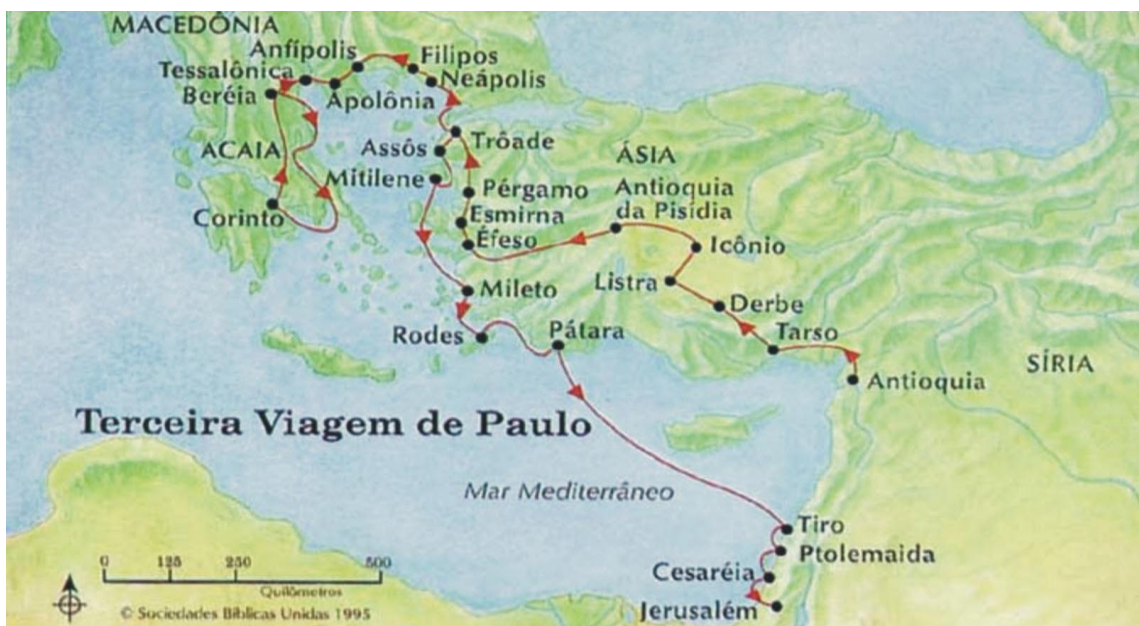 MACEDÔNIA
Anfípolis
Filipos
Tessalônica
Neápolis
Beréia
Apolônia
Trôade
ACAIA
Assôs
ÁSIA
Mitilene
Pérgamo
Antioquia
da Pisídia
Corinto
Esmirna
Éfeso
Icônio
Listra
Mileto
Derbe
Rodes
Pátara
Tarso
SÍRIA
Antioquia
Terceira Viagem de Paulo
Mar Mediterrâneo
Tiro
Ptolemaida
Cesaréia
Jerusalém
0 125 250 500
Quilômetros
© Sociedades Bíblicas Unidas 1995